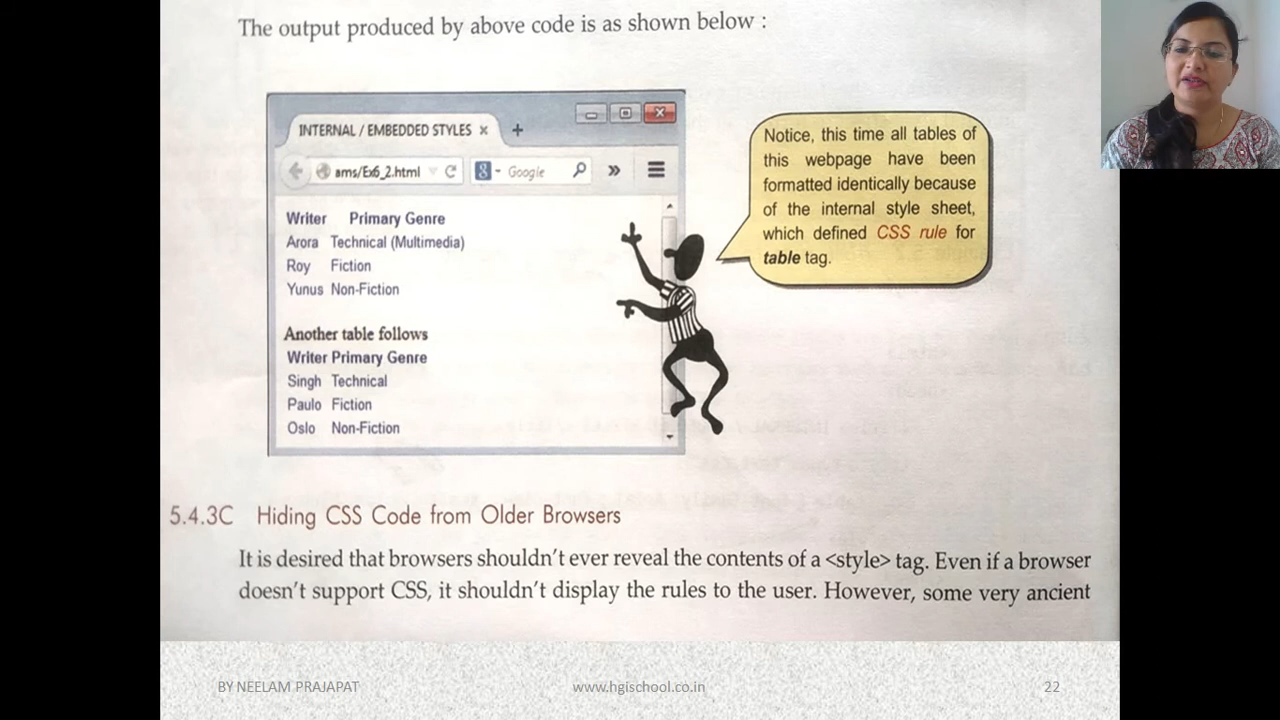 The output produced by above code is as shown below :
INTERNAL / EMBEDDED STYLES × +
ams/Ex6_2.html
8 - Google
»
Writer Primary Genre
Arora Technical (Multimedia)
Roy Fiction
Yunus Non-Fiction
Another table follows
Writer Primary Genre
Singh Technical
Paulo Fiction
Oslo Non-Fiction
Notice, this time all tables of
this webpage have been
formatted identically because
of the internal style sheet,
which defined CSS rule for
table tag.
5.4.3C Hiding CSS Code from Older Browsers
It is desired that browsers shouldn't ever reveal the contents of a <style> tag. Even if a browser
doesn't support CSS, it shouldn't display the rules to the user. However, some very ancient
BY NEELAM PRAJAPAT
www.hgischool.co.in
22